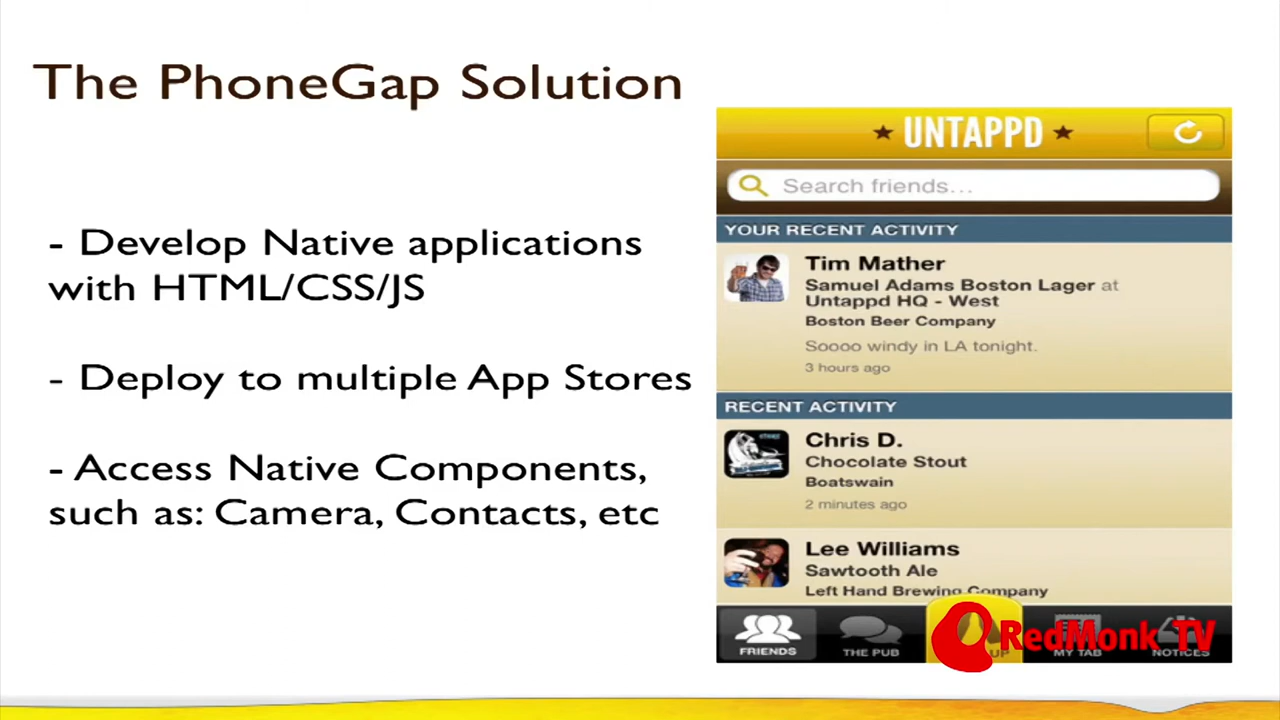 The PhoneGap Solution
- Develop Native applications
with HTML/CSS/JS
- Deploy to multiple App Stores
- Access Native Components,
such as: Camera, Contacts, etc
UNTAPPD
Search friends...
YOUR RECENT ACTIVITY
Tim Mather
Samuel Adams Boston Lager at
Untappd HQ - West
Boston Beer Company
Soooo windy in LA tonight.
3 hours ago
RECENT ACTIVITY
Chris D.
Chocolate Stout
Boatswain
2 minutes ago
Lee Williams
Sawtooth Ale
Left Hand Brewing Company
RedMonk TV
FRIENDS
THE PUB
UP
MY TAB
NOTICES